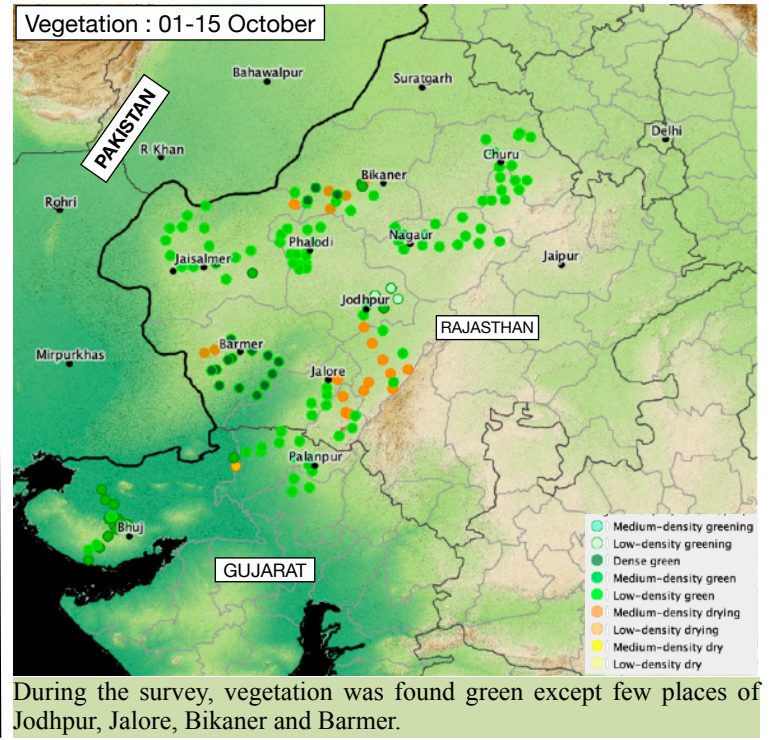 Vegetation : 01-15 October
Bahawalpur
Suratgarh
PAKISTAN
Delhi
R Khan
Churu
Bikaner
Rohri
Nagaur
Phalodi
Jaisalmer
Jaipur
Jodhpur
RAJASTHAN
Barmer
Mirpurkhas
Jalore
Palanpur
Bhuj
GUJARAT
Medium-density greening
Low-density greening
Dense green
Medium-density green
Low-density green
Medium-density drying
Low-density drying
Medium-density dry
Low-density dry
During the survey, vegetation was found green except few places of
Jodhpur, Jalore, Bikaner and Barmer.